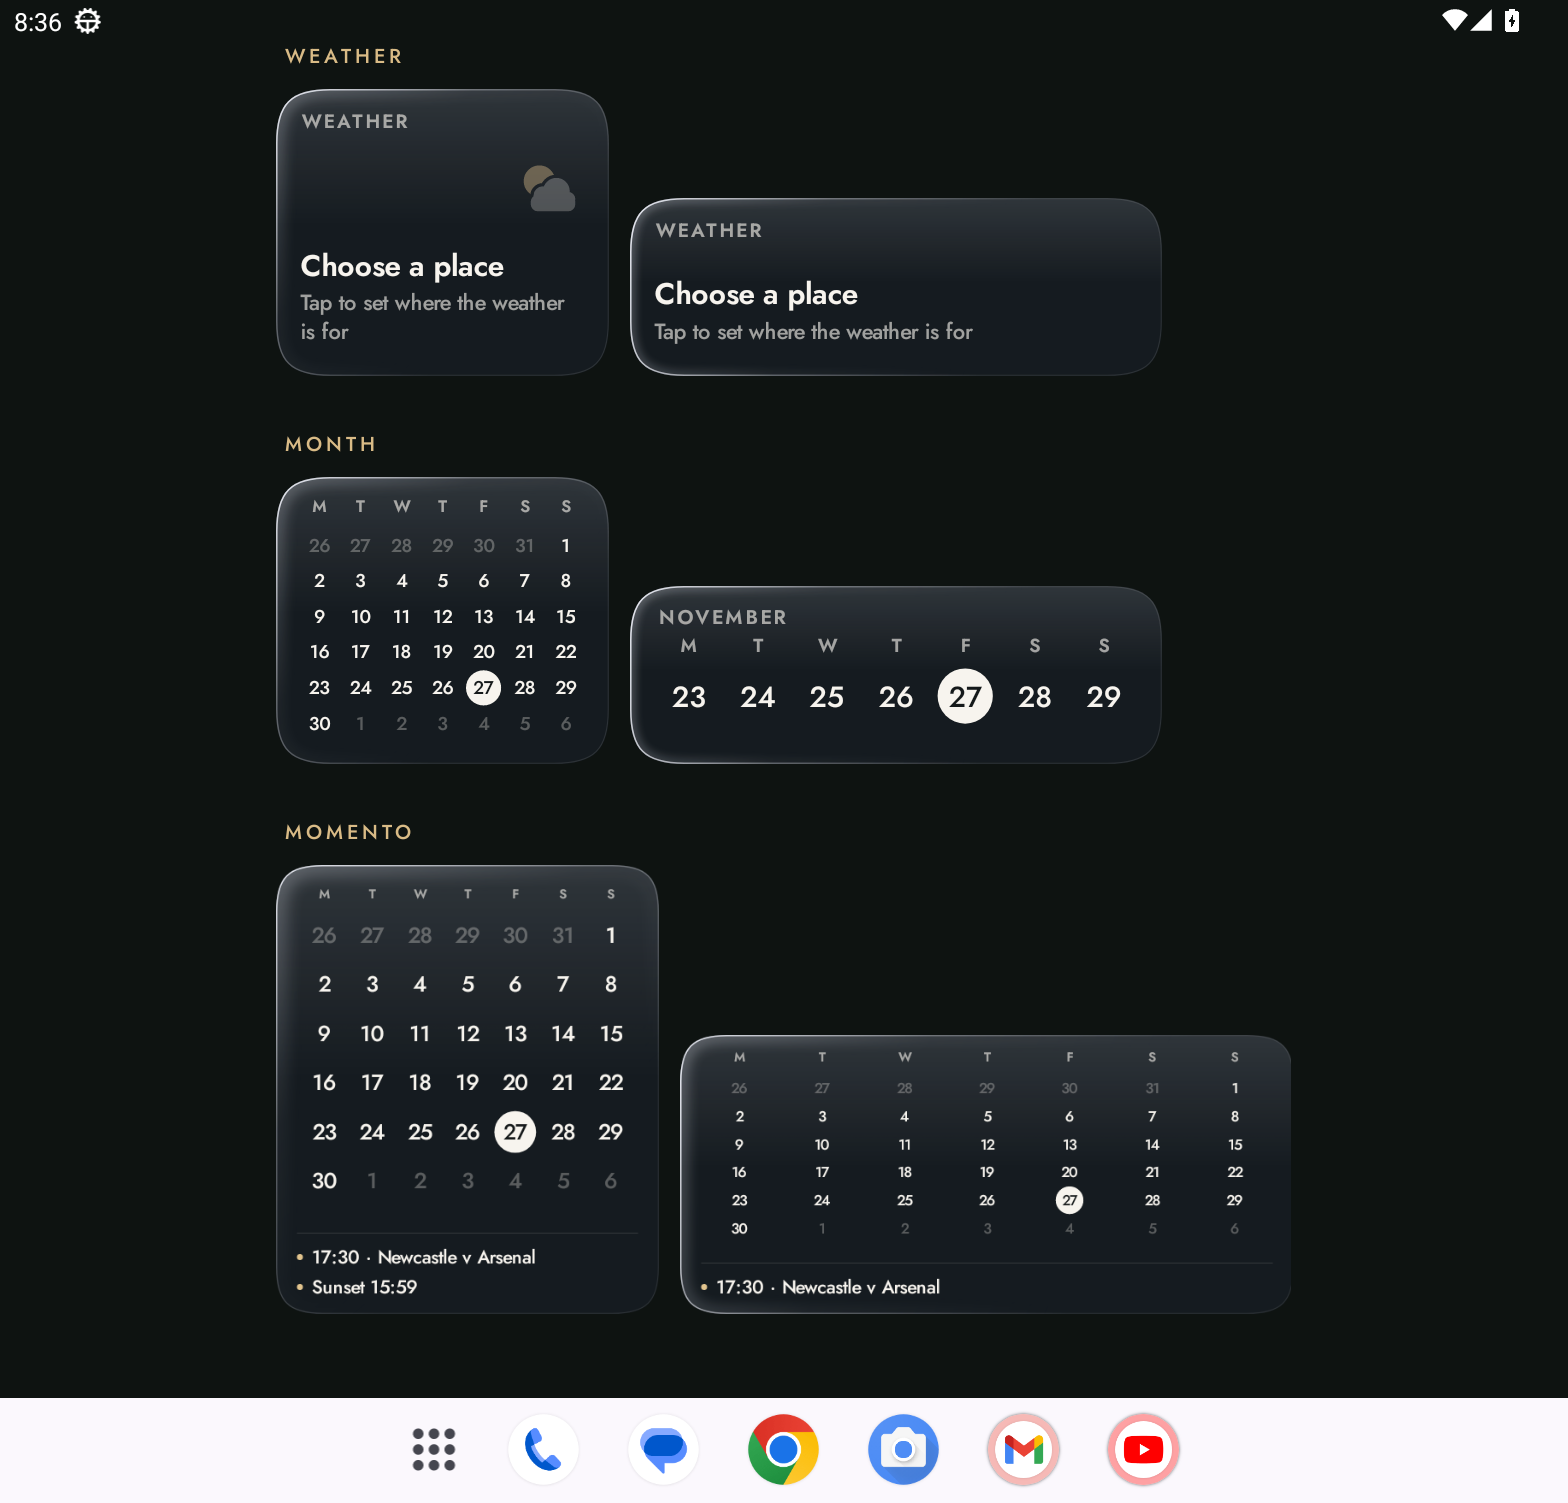 8:36
WEATHER
WEATHER
Choose a place
Tap to set where the weather
is for
WEATHER
Choose a place
Tap to set where the weather is for
MONTH
M T W T F S S
26 27 28 29 30 31 1
2 3 4 5 6 7 8
9 10 11 12 13 14 15
16 17 18 19 20 21 22
23 24 25 26 27 28 29
30 1 2 3 4 5 6
NOVEMBER
M T W T F S S
23 24 25 26 27 28 29
MOMENTO
M T W T F S S
26 27 28 29 30 31 1
2 3 4 5 6 7 8
9 10 11 12 13 14 15
16 17 18 19 20 21 22
23 24 25 26 27 28 29
30 1 2 3 4 5 6
17:30 · Newcastle v Arsenal
Sunset 15:59
M T W T F S S
26 27 28 29 30 31 1
2 3 4 5 6 7 8
9 10 11 12 13 14 15
16 17 18 19 20 21 22
23 24 25 26 27 28 29
30 1 2 3 4 5 6
17:30 · Newcastle v Arsenal